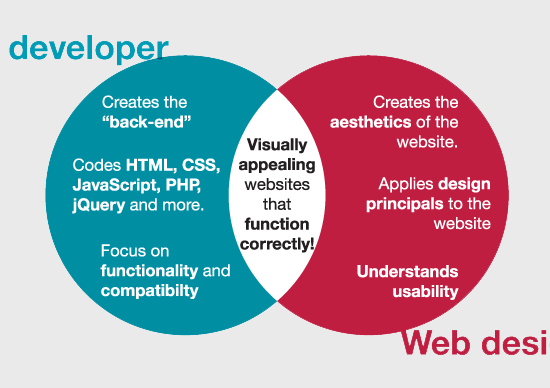 developer
Creates the
“back-end”
Codes HTML, CSS,
JavaScript, PHP,
jQuery and more.
Focus on
functionality and
compatibilty
Visually
appealing
websites
that
function
correctly!
Creates the
aesthetics of the
website.
Applies design
principals to the
website
Understands
usability
Web desi